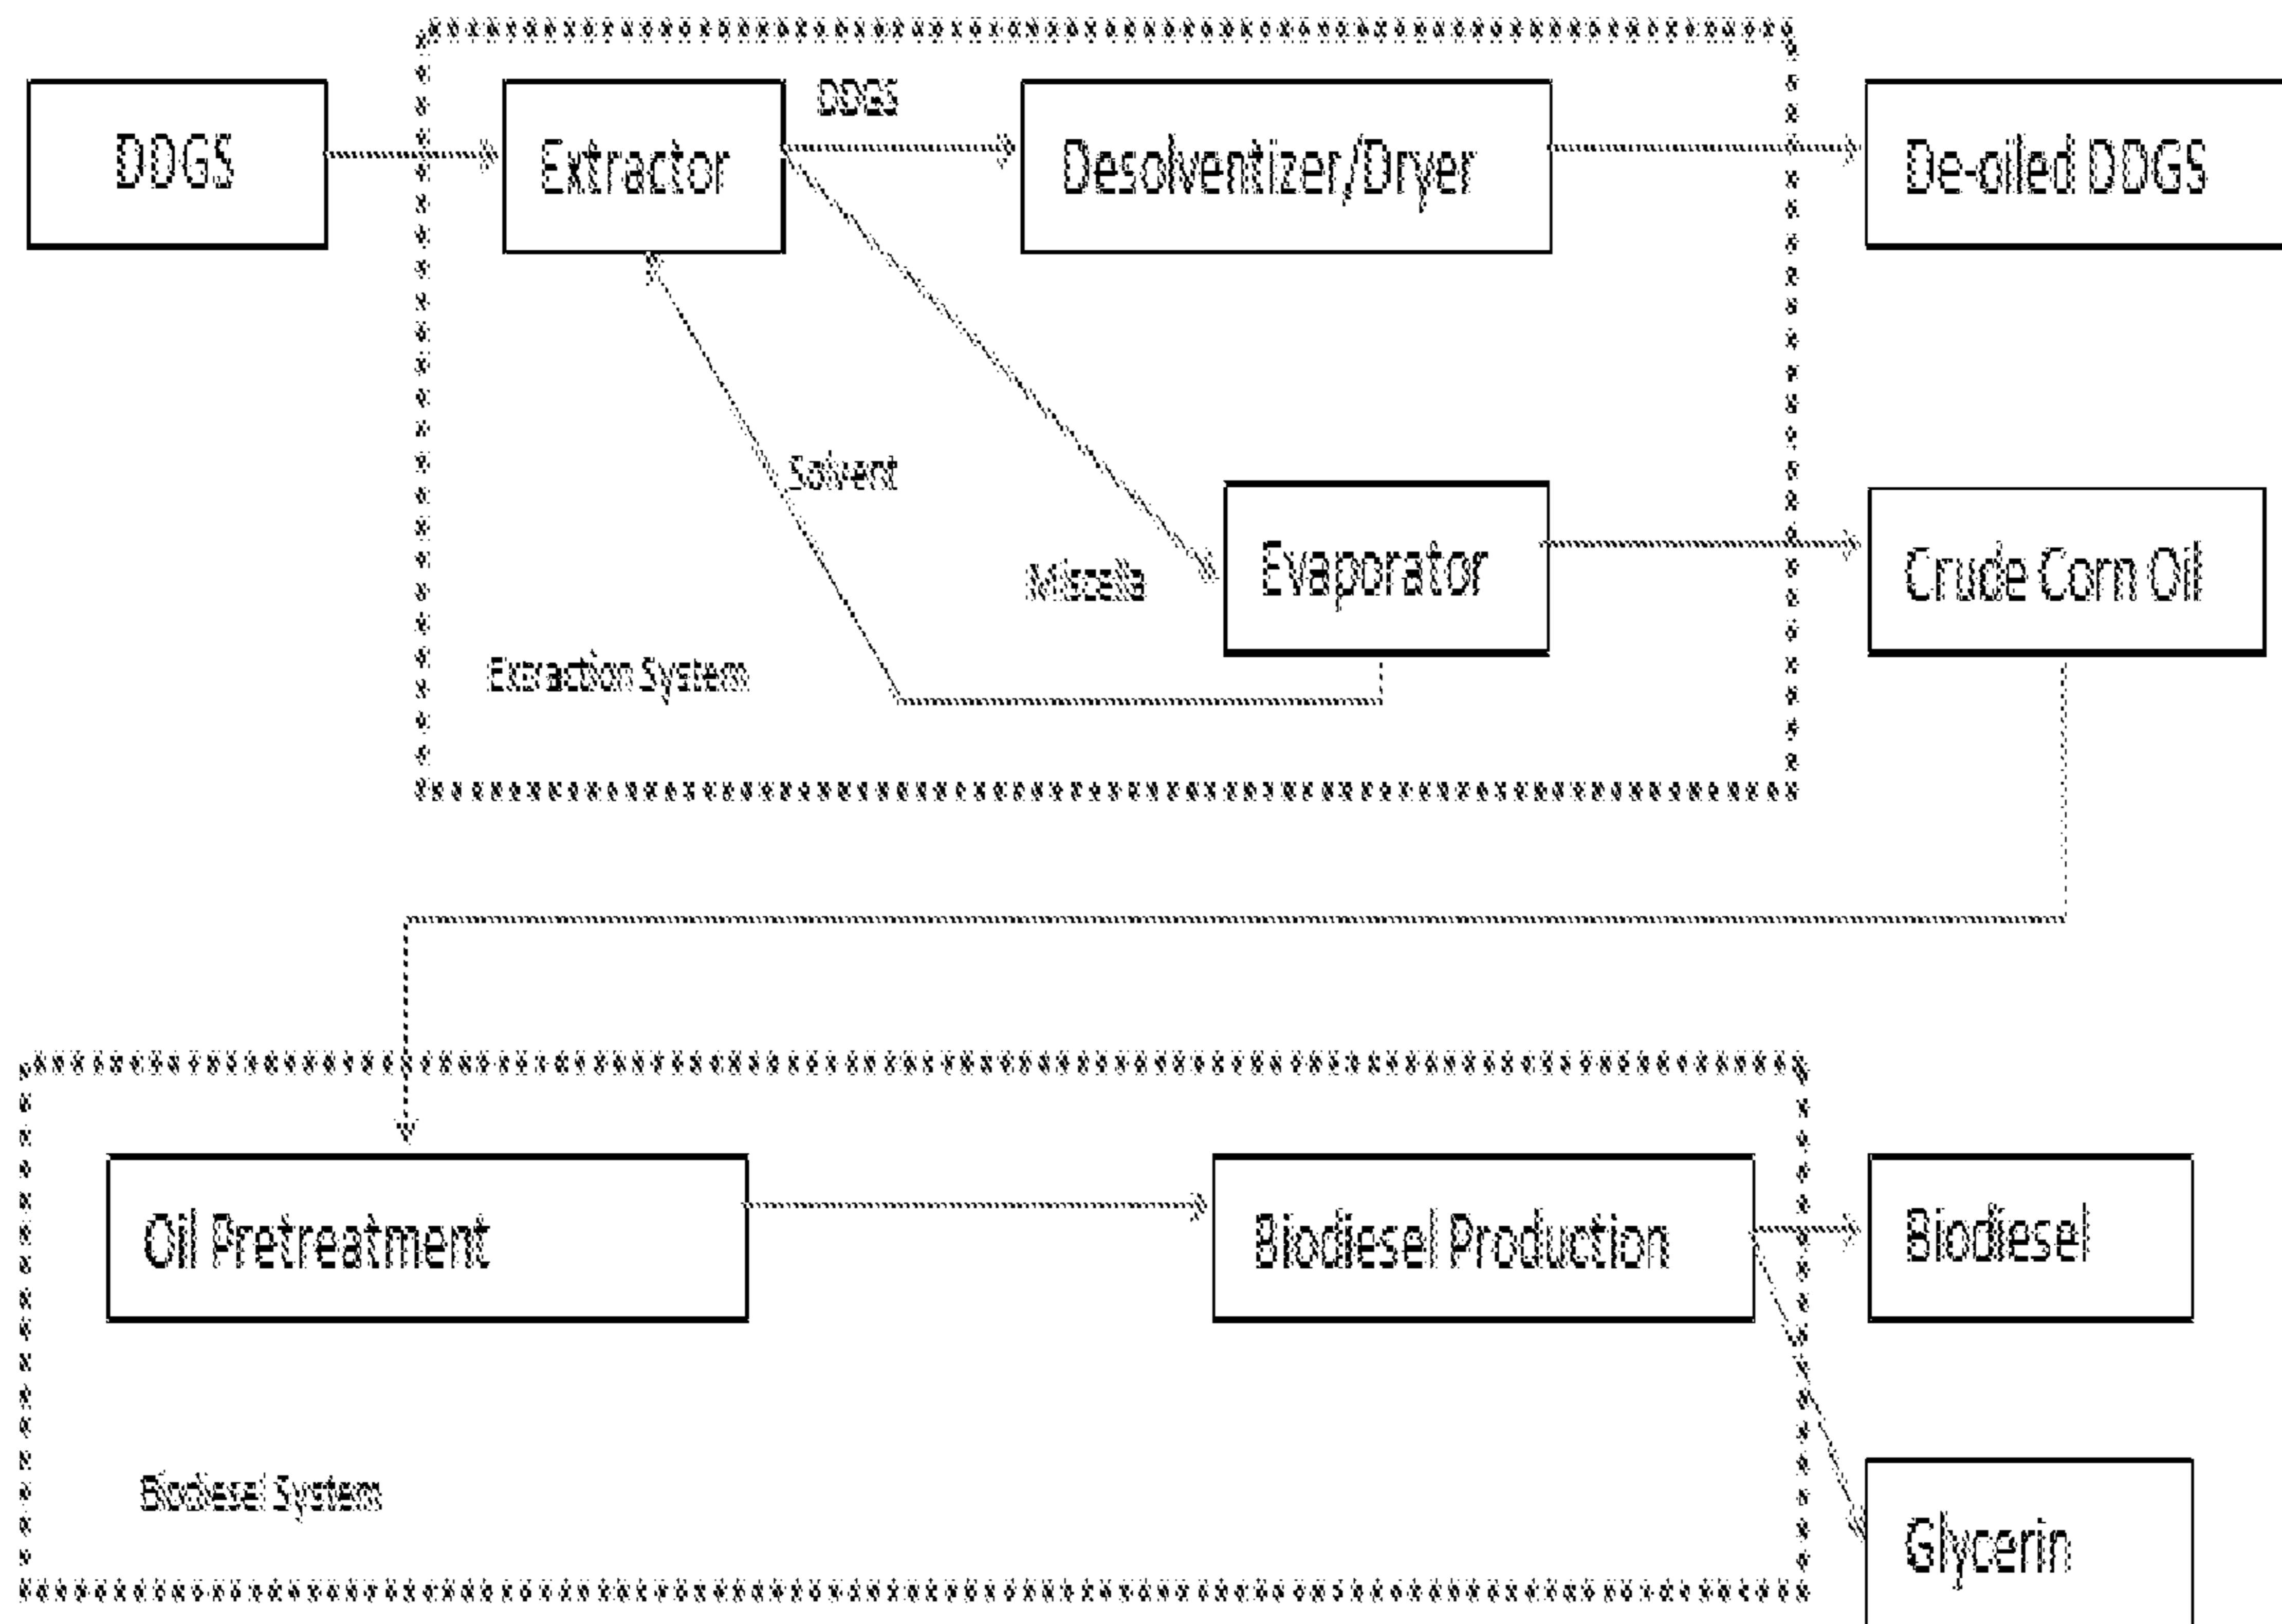 DDGS
Extractor
DDGS
Desolventizer/Dryer
De-oiled DDGS
Solvent
Miscella
Evaporator
Crude Corn Oil
Extraction System
Oil Pretreatment
Biodiesel Production
Biodiesel
Biodiesel System
Glycerin